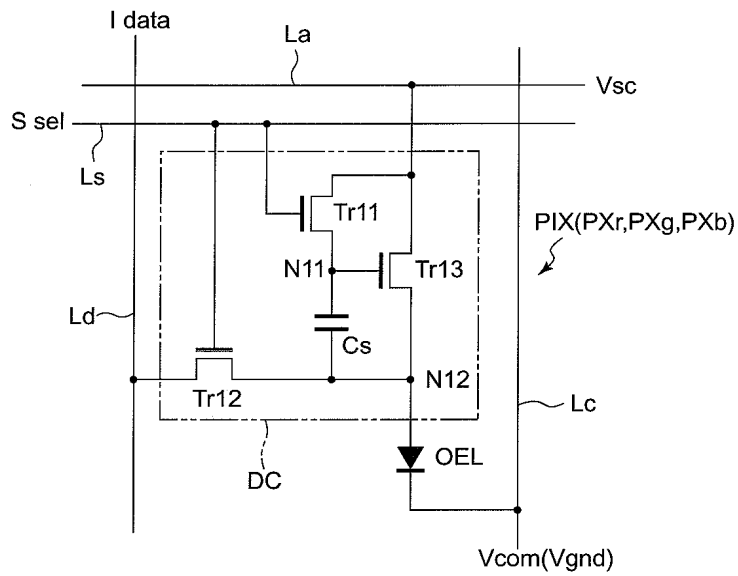 I data
La
Vsc
S sel
Ls
Tr11
PIX(PXr,PXg,PXb)
N11
Tr13
Ld
Cs
N12
Tr12
Lc
OEL
DC
Vcom(Vgnd)